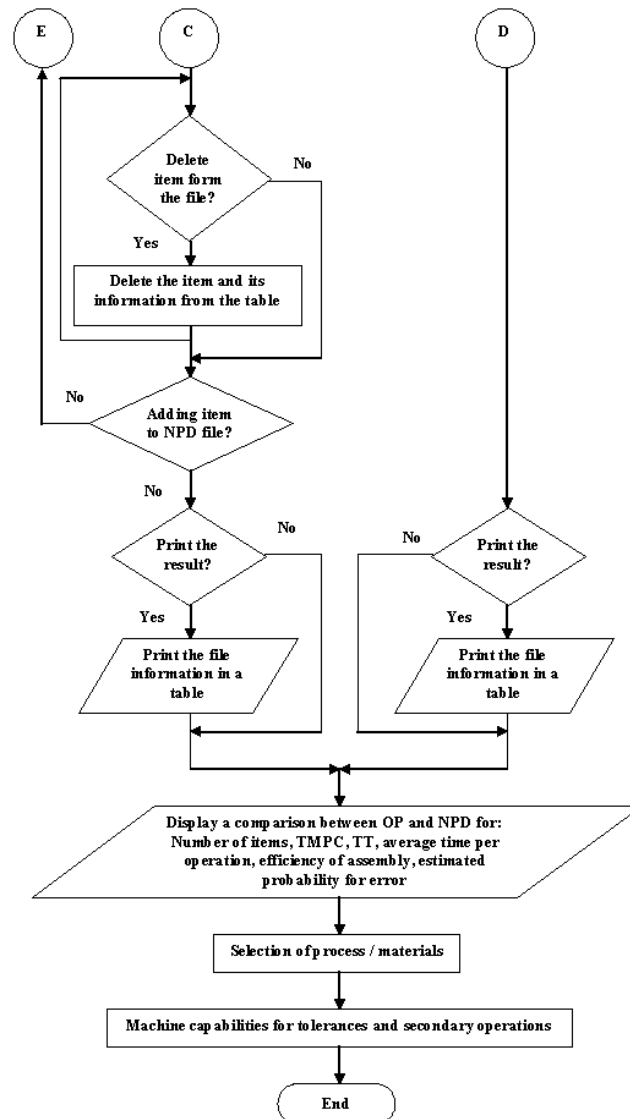 E
C
D
Delete
item form
the file?
No
Yes
Delete the item and its
information from the table
No
Adding item
to NPD file?
No
Print the
result?
No
Yes
Print the file
information in a
table
No
Print the
result?
Yes
Print the file
information in a
table
Display a comparison between OP and NPD for:
Number of items, TMPC, TT, average time per
operation, efficiency of assembly, estimated
probability for error
Selection of process / materials
Machine capabilities for tolerances and secondary operations
End